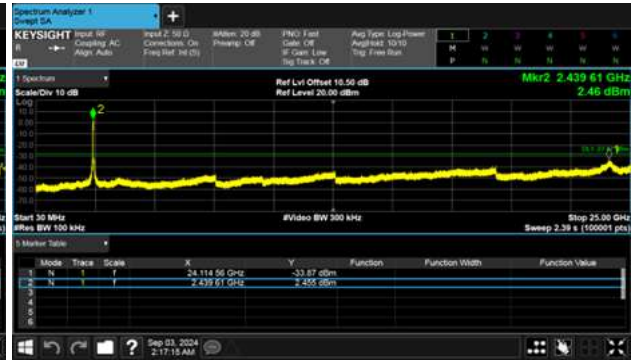 Spectrum Analyzer 1
Swept SA
+
KEYSIGHT Input: RF Input Z: 50 Ω #Atten: 20 dB PNO: Fast Avg Type: Log-Power 1 2 3 4 5 6
R Coupling: AC Corrections: On Preamp: Off Gate: Off Avg|Hold: 10/10 M W W W W W
Align: Auto Freq Ref: Int (S) IF Gain: Low Trig: Free Run
LW Sig Track: Off P N N N N N
1 Spectrum
Ref Lvl Offset 10.50 dB Mkr2 2.439 61 GHz
Scale/Div 10 dB Ref Level 20.00 dBm 2.46 dBm
Log
10.0
0.00
-10.0
-20.0
-30.0
-40.0
-50.0
-60.0
-70.0
2
Start 30 MHz #Video BW 300 kHz Stop 25.00 GHz
#Res BW 100 kHz Sweep 2.39 s (100001 pts)
5 Marker Table
Mode Trace Scale X Y Function Function Width Function Value
1 N 1 f 24.114 56 GHz -33.87 dBm
2 N 1 f 2.439 61 GHz 2.455 dBm
3
4
5
6
? Sep 03, 2024
2:17:15 AM